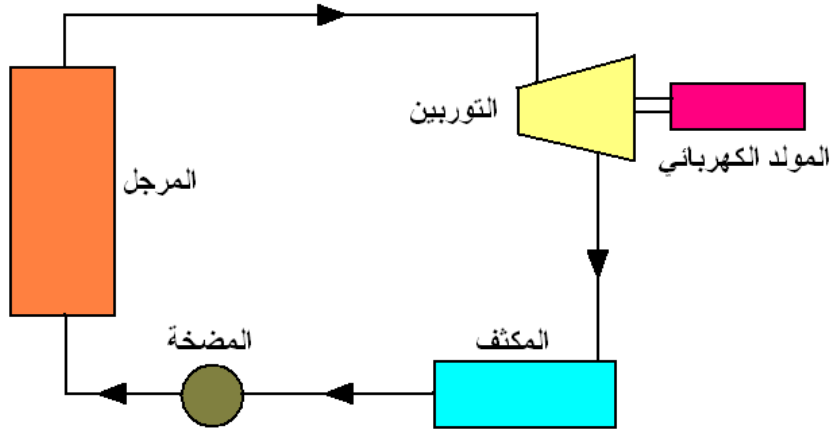 التوربين
المولد الكهربائي
المرجل
المضخة
المكثف